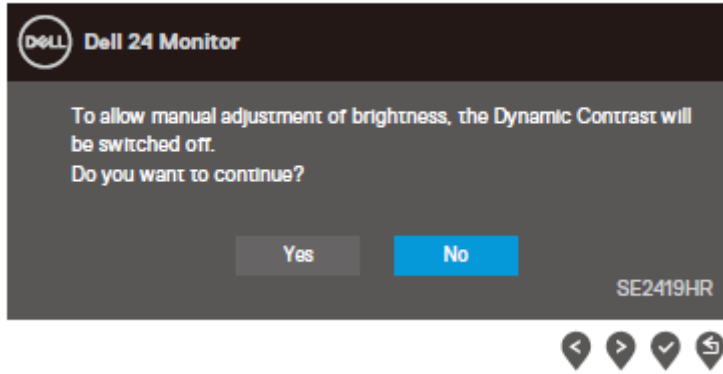 DELL Dell 24 Monitor
To allow manual adjustment of brightness, the Dynamic Contrast will
be switched off.
Do you want to continue?
Yes No
SE2419HR